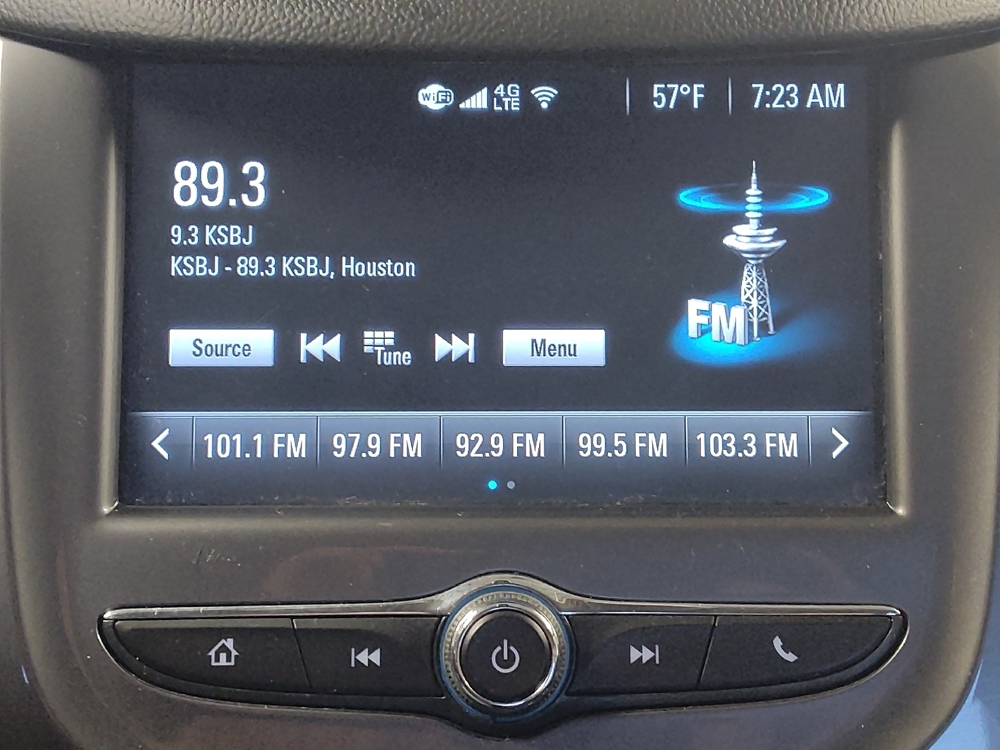 WiFi 4G LTE 57°F 7:23 AM
89.3
9.3 KSBJ
KSBJ - 89.3 KSBJ, Houston
FM
Source Tune Menu
101.1 FM 97.9 FM 92.9 FM 99.5 FM 103.3 FM